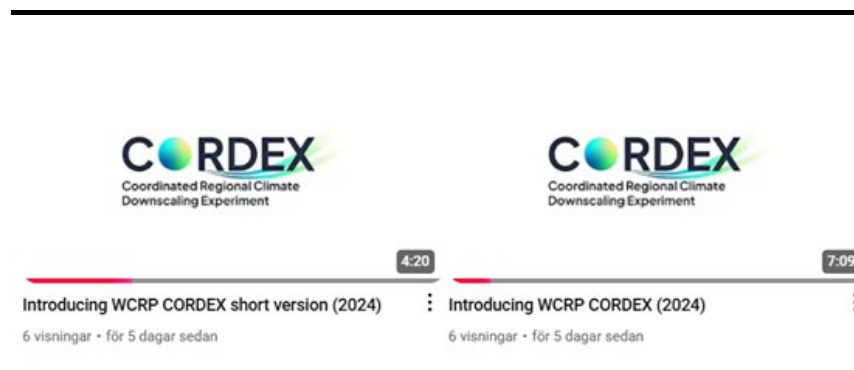 CORDEX
Coordinated Regional Climate
Downscaling Experiment
4:20
Introducing WCRP CORDEX short version (2024)
6 visningar • för 5 dagar sedan
CORDEX
Coordinated Regional Climate
Downscaling Experiment
7:09
Introducing WCRP CORDEX (2024)
6 visningar • för 5 dagar sedan